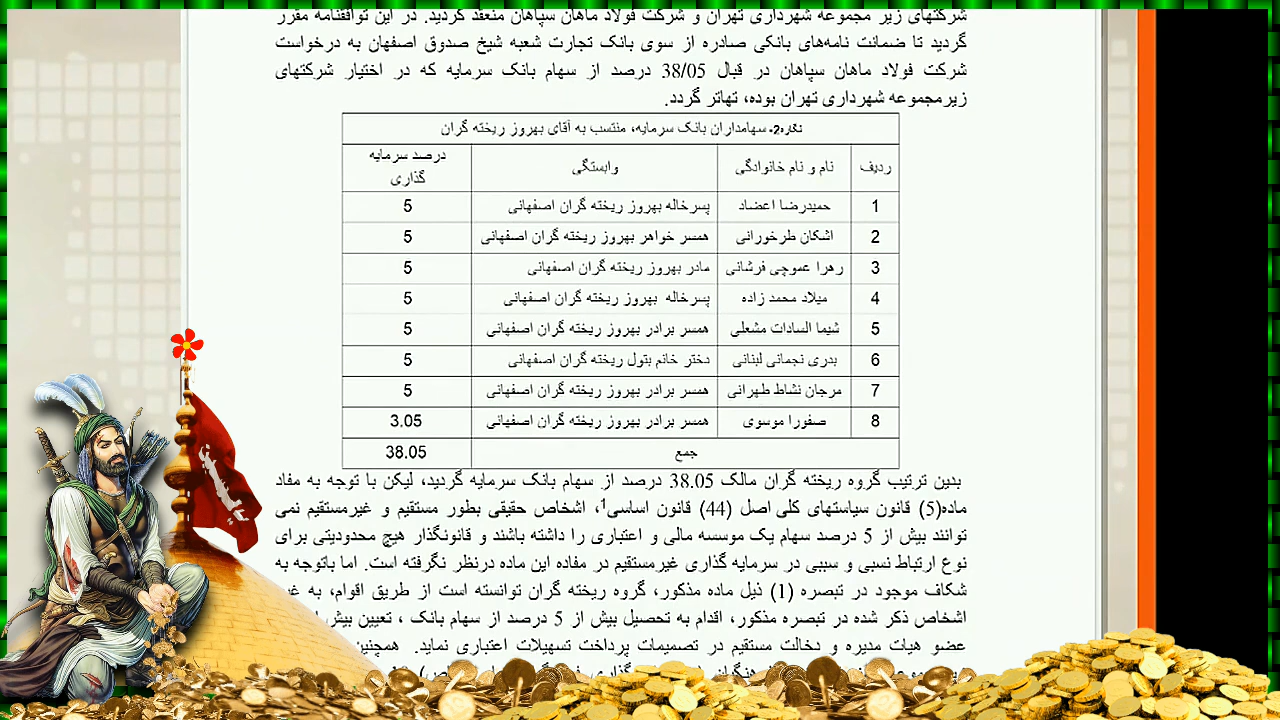 شرکتهای زیر مجموعه شهرداری تهران و شرکت فولاد ماهان سپاهان منعقد گردید. در این توافقنامه مقرر
گردید تا ضمانت نامه‌های بانکی صادره از سوی بانک تجارت شعبه شیخ صدوق اصفهان به درخواست
شرکت فولاد ماهان سپاهان در قبال 38/05 درصد از سهام بانک سرمایه که در اختیار شرکتهای
زیرمجموعه شهرداری تهران بوده، تهاتر گردد.
نگاره2- سهامداران بانک سرمایه، منتسب به آقای بهروز ریخته گران
ردیف نام و نام خانوادگی وابستگی درصد سرمایه گذاری
1 حمیدرضا اعضاد پسرخاله بهروز ریخته گران اصفهانی 5
2 اشکان طرخورانی همسر خواهر بهروز ریخته گران اصفهانی 5
3 زهرا عموچی فرشانی مادر بهروز ریخته گران اصفهانی 5
4 میلاد محمد زاده پسرخاله بهروز ریخته گران اصفهانی 5
5 شیما السادات مشعلی همسر برادر بهروز ریخته گران اصفهانی 5
6 بدری نجمانی لبنانی دختر خانم بتول ریخته گران اصفهانی 5
7 مرجان نشاط طهرانی همسر برادر بهروز ریخته گران اصفهانی 5
8 صفورا موسوی همسر برادر بهروز ریخته گران اصفهانی 3.05
جمع 38.05
بدین ترتیب گروه ریخته گران مالک 38.05 درصد از سهام بانک سرمایه گردید، لیکن با توجه به مفاد
ماده(5) قانون سیاستهای کلی اصل (44) قانون اساسی1، اشخاص حقیقی بطور مستقیم و غیرمستقیم نمی
توانند بیش از 5 درصد سهام یک موسسه مالی و اعتباری را داشته باشند و قانونگذار هیچ محدودیتی برای
نوع ارتباط نسبی و سببی در سرمایه گذاری غیرمستقیم در مفاده این ماده درنظر نگرفته است. اما باتوجه به
شکاف موجود در تبصره (1) ذیل ماده مذکور، گروه ریخته گران توانسته است از طریق اقوام، به غیر
اشخاص ذکر شده در تبصره مذکور، اقدام به تحصیل بیش از 5 درصد از سهام بانک ، تعیین بیش
عضو هیات مدیره و دخالت مستقیم در تصمیمات پرداخت تسهیلات اعتباری نماید. همچنین